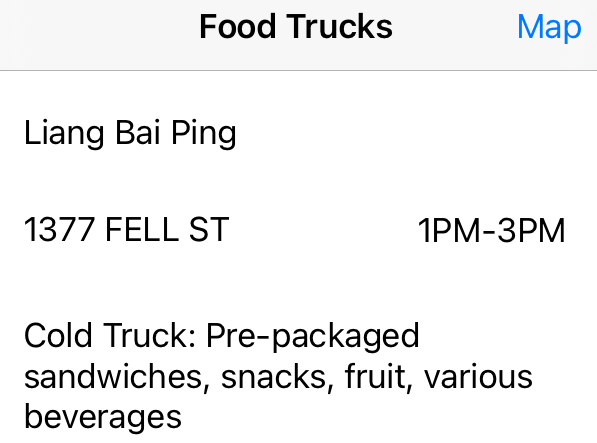 Food Trucks Map
Liang Bai Ping
1377 FELL ST 1PM-3PM
Cold Truck: Pre-packaged
sandwiches, snacks, fruit, various
beverages